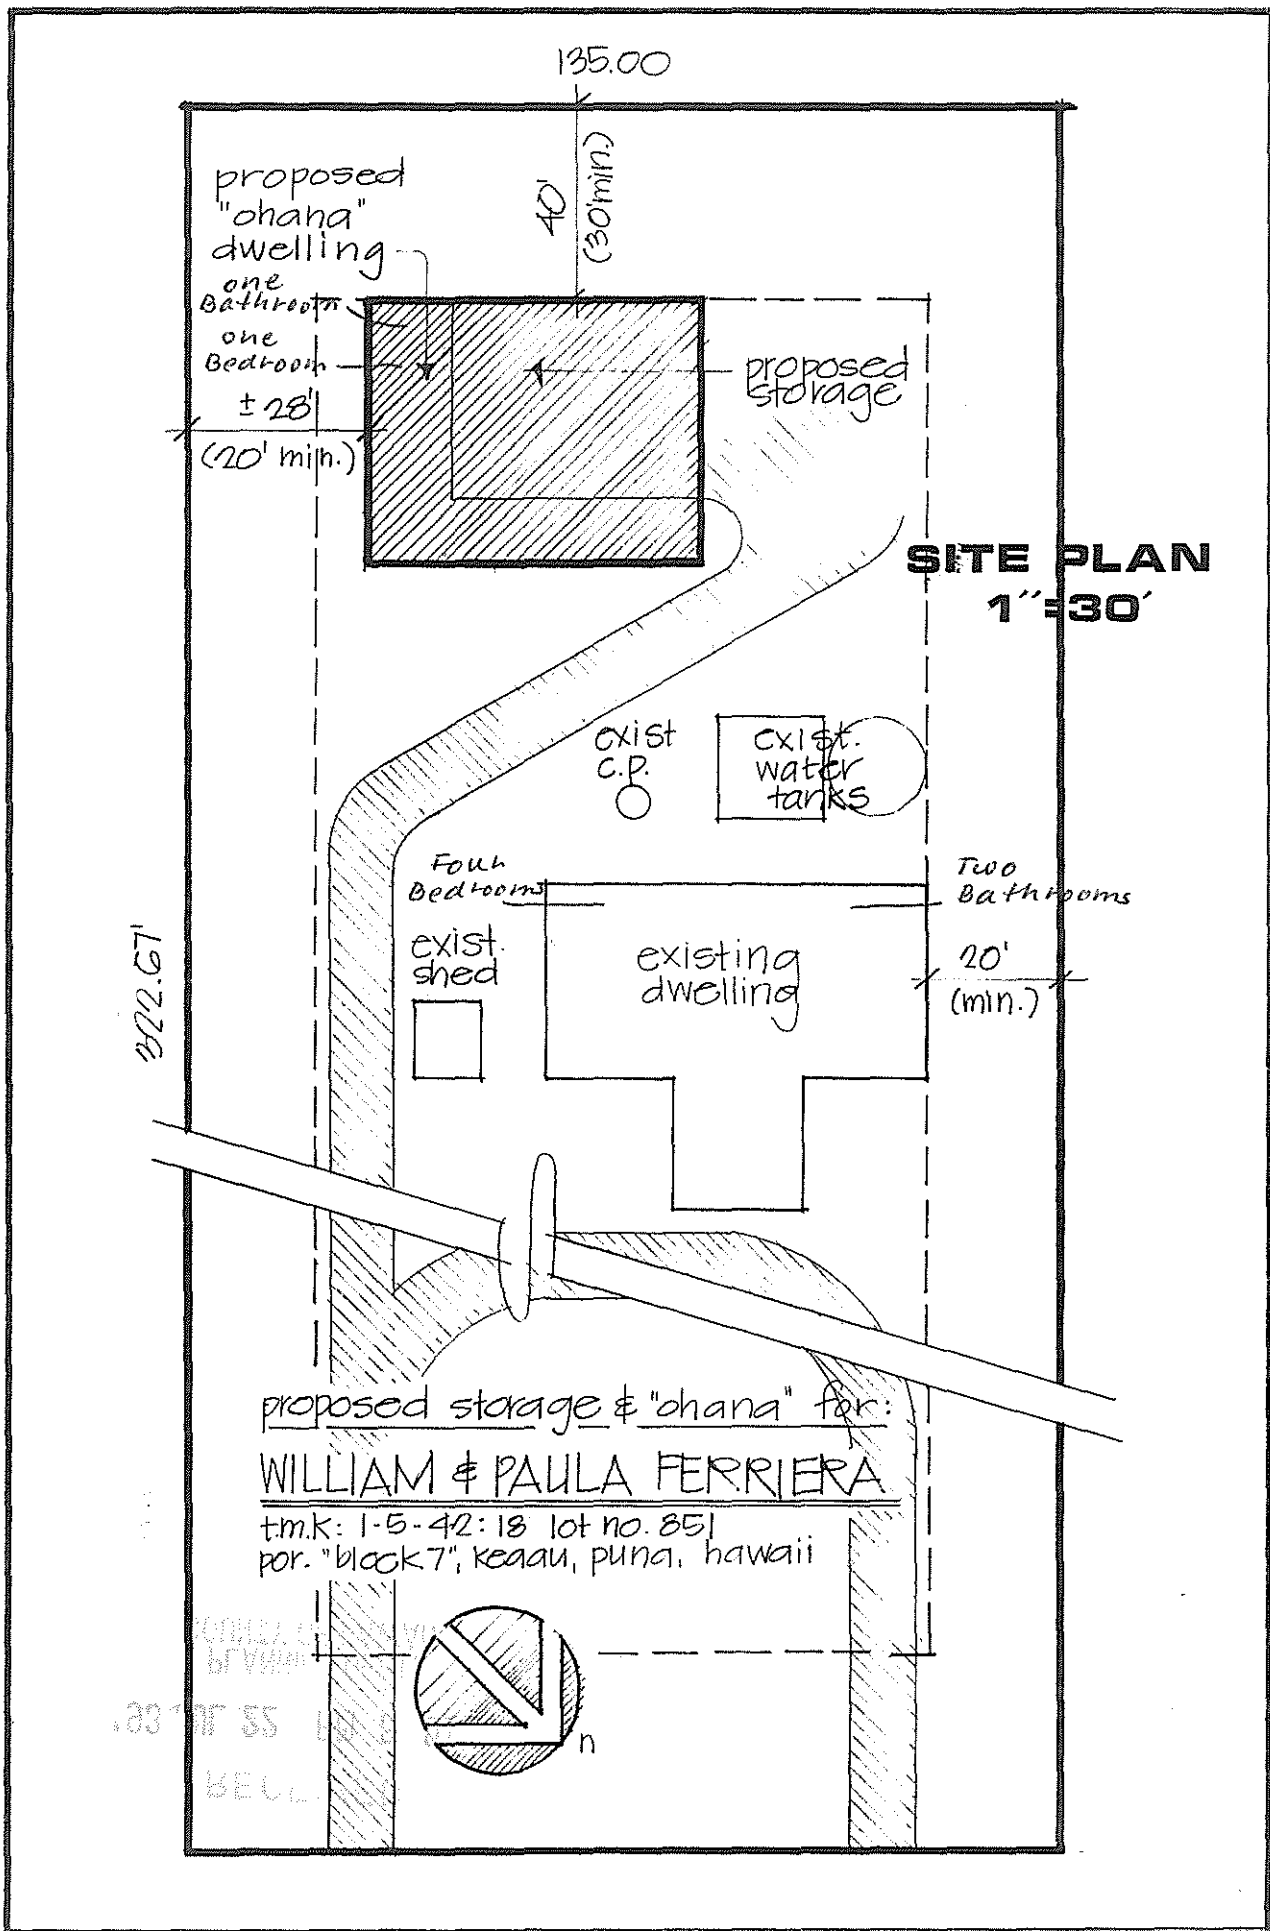 135.00
40'
(30'min.)
proposed
"ohana"
dwelling
one
Bathroom
one
Bedroom
± 28'
(20' min.)
proposed
storage
SITE PLAN
1"=30'
exist
c.p.
exist.
water
tanks
Four
Bedrooms
Two
Bathrooms
exist.
shed
existing
dwelling
20'
(min.)
322.67'
proposed storage & "ohana" for:
WILLIAM & PAULA FERRIERA
t.m.k: 1-5-42:18 lot no. 851
por. "block 7", keaau, puna, hawaii
'93 JUL 22
n